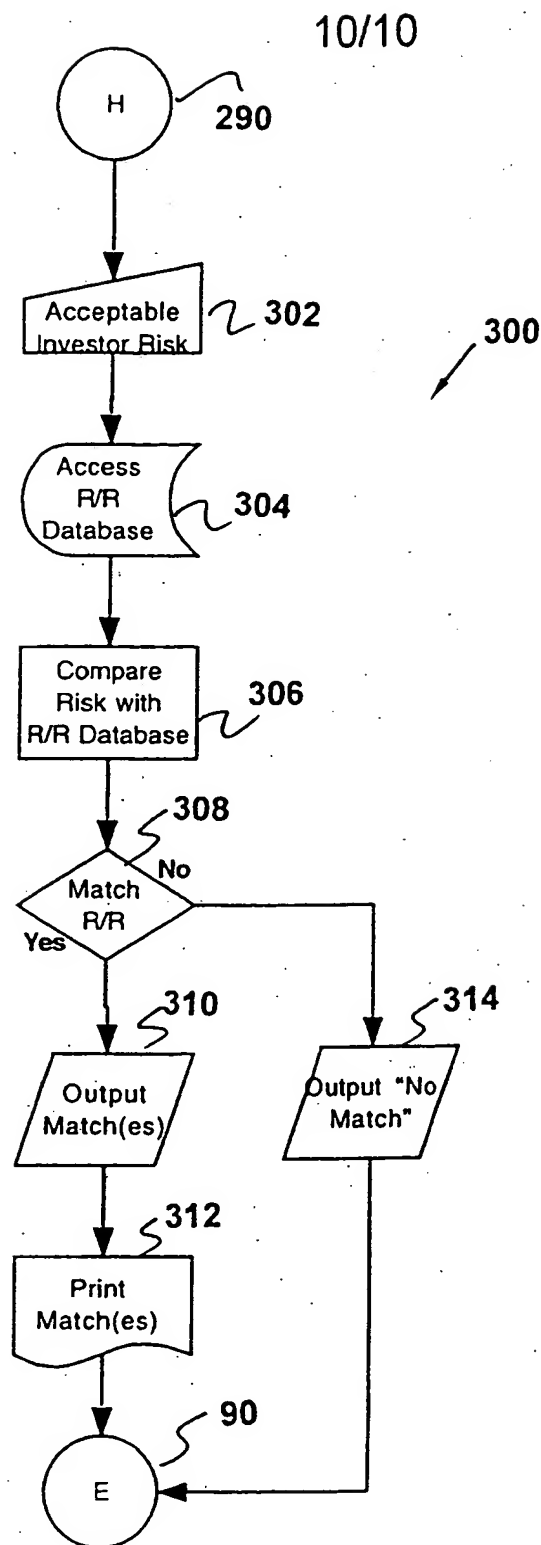 10/10
H
290
Acceptable
Investor Risk
302
300
Access
R/R
Database
304
Compare
Risk with
R/R Database
306
308
No
Match
R/R
Yes
310
314
Output
Match(es)
Output "No
Match"
312
Print
Match(es)
90
E